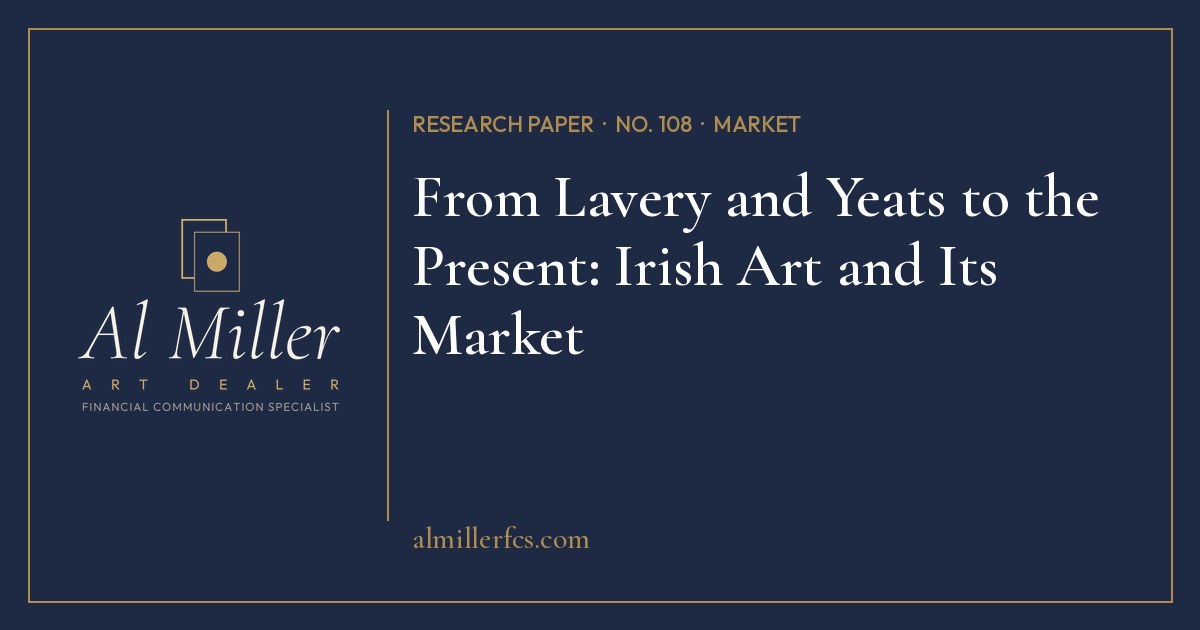 Al Miller
ART DEALER
FINANCIAL COMMUNICATION SPECIALIST
RESEARCH PAPER · NO. 108 · MARKET
From Lavery and Yeats to the
Present: Irish Art and Its
Market
almillerfcs.com